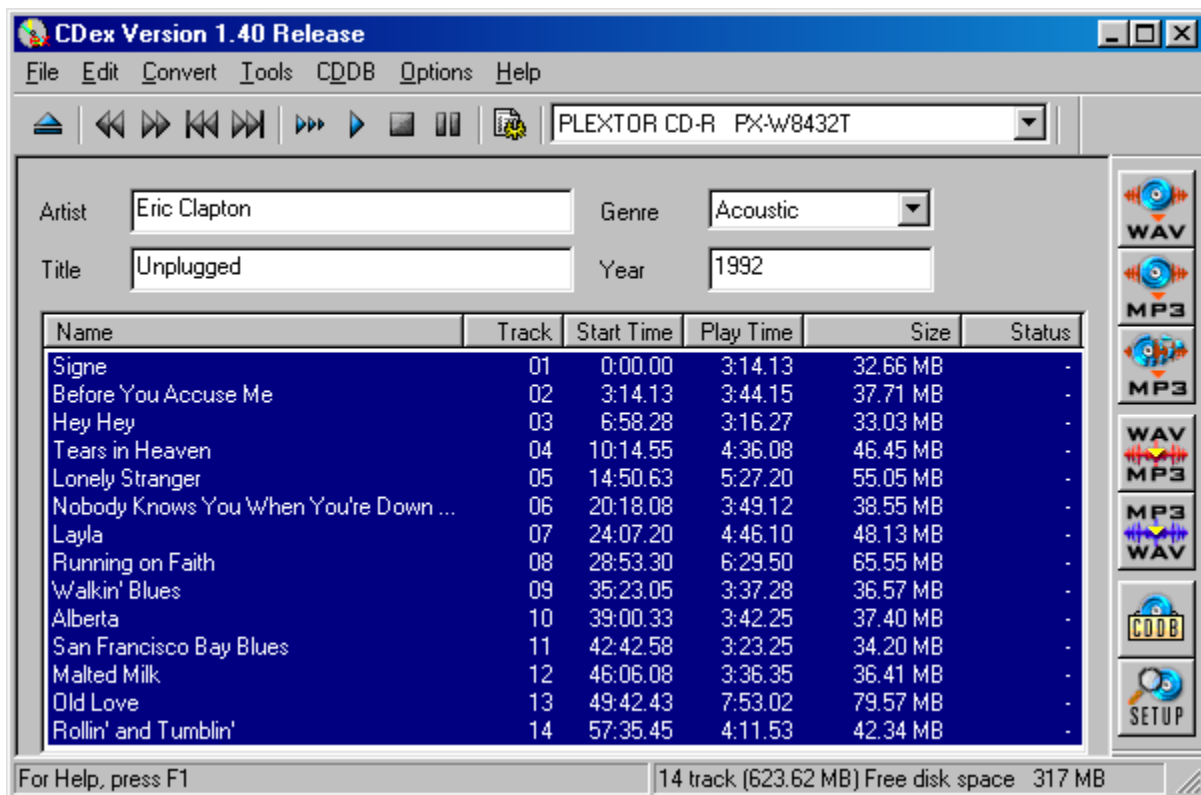 CDex Version 1.40 Release
File Edit Convert Tools CDDB Options Help
PLEXTOR CD-R PX-W8432T
Artist Eric Clapton Genre Acoustic
Title Unplugged Year 1992
Name Track Start Time Play Time Size Status
Signe 01 0:00.00 3:14.13 32.66 MB -
Before You Accuse Me 02 3:14.13 3:44.15 37.71 MB -
Hey Hey 03 6:58.28 3:16.27 33.03 MB -
Tears in Heaven 04 10:14.55 4:36.08 46.45 MB -
Lonely Stranger 05 14:50.63 5:27.20 55.05 MB -
Nobody Knows You When You're Down ... 06 20:18.08 3:49.12 38.55 MB -
Layla 07 24:07.20 4:46.10 48.13 MB -
Running on Faith 08 28:53.30 6:29.50 65.55 MB -
Walkin' Blues 09 35:23.05 3:37.28 36.57 MB -
Alberta 10 39:00.33 3:42.25 37.40 MB -
San Francisco Bay Blues 11 42:42.58 3:23.25 34.20 MB -
Malted Milk 12 46:06.08 3:36.35 36.41 MB -
Old Love 13 49:42.43 7:53.02 79.57 MB -
Rollin' and Tumblin' 14 57:35.45 4:11.53 42.34 MB -
WAV
MP3
MP3
WAV
MP3
MP3
WAV
CDDB
SETUP
For Help, press F1 14 track (623.62 MB) Free disk space 317 MB